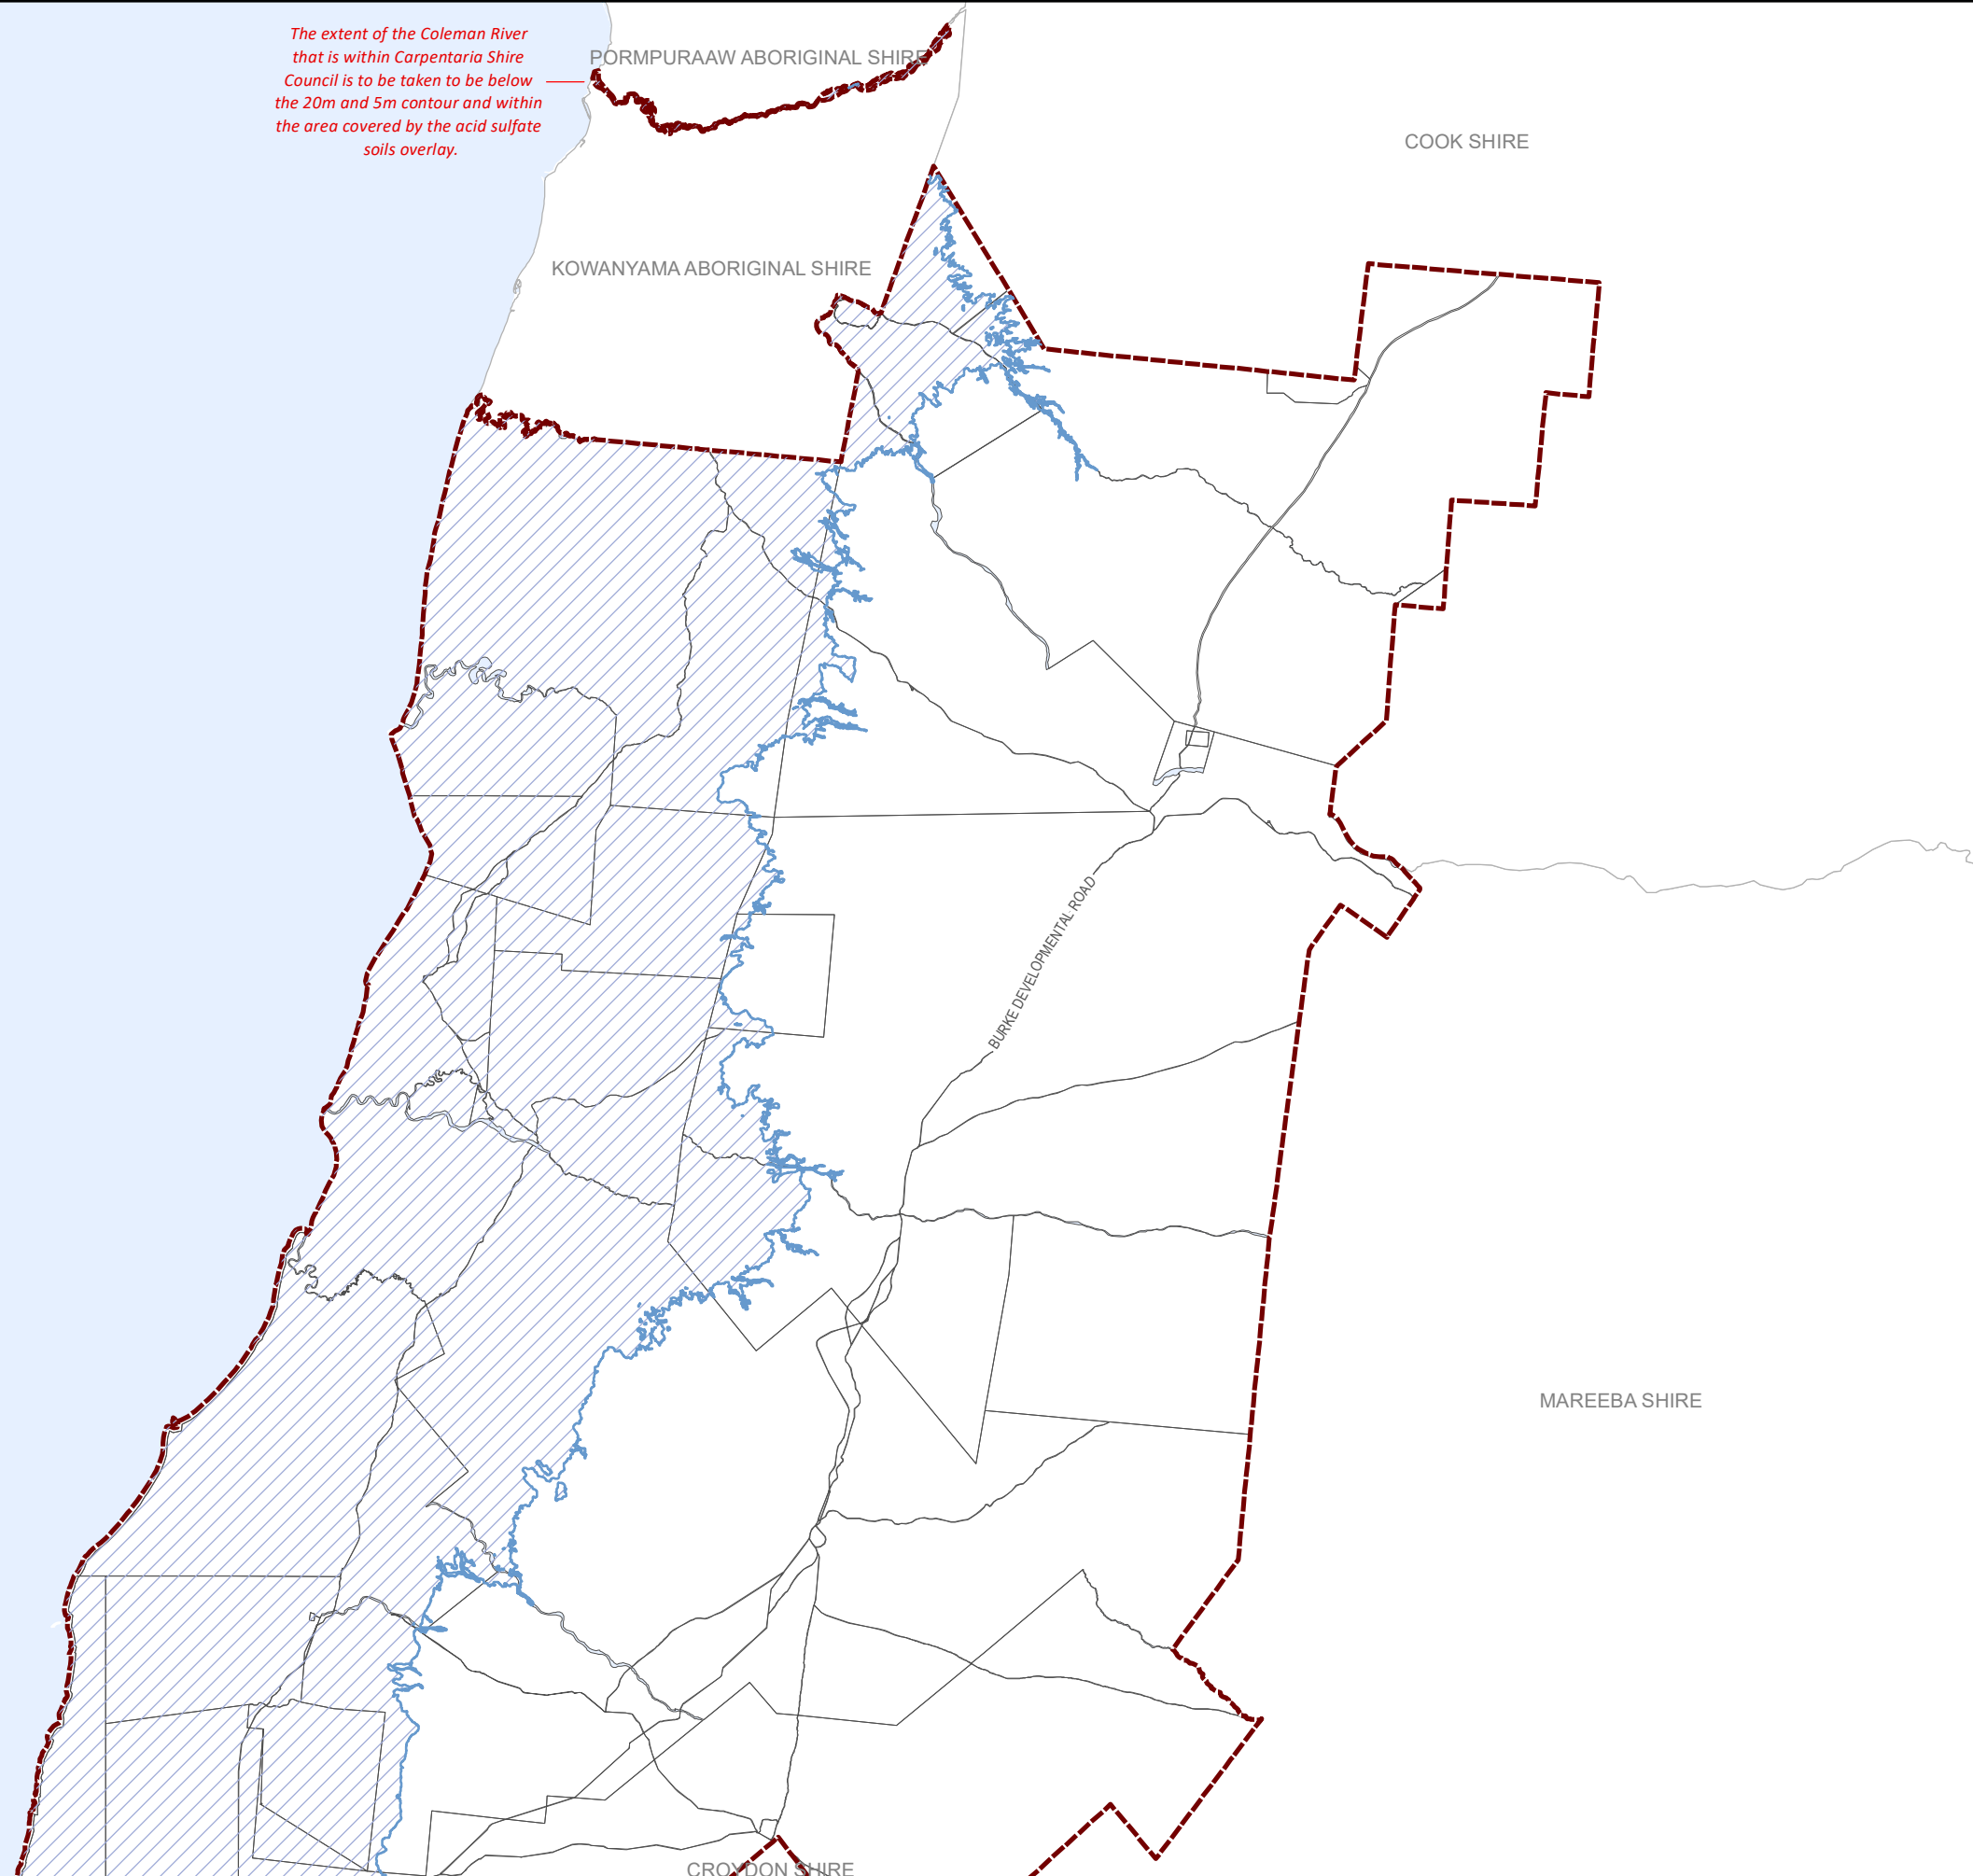 The extent of the Coleman River
that is within Carpentaria Shire
Council is to be taken to be below
the 20m and 5m contour and within
the area covered by the acid sulfate
soils overlay.
PORMPURAAW ABORIGINAL SHIRE
COOK SHIRE
KOWANYAMA ABORIGINAL SHIRE
BURKE DEVELOPMENTAL ROAD
MAREEBA SHIRE
CROYDON SHIRE